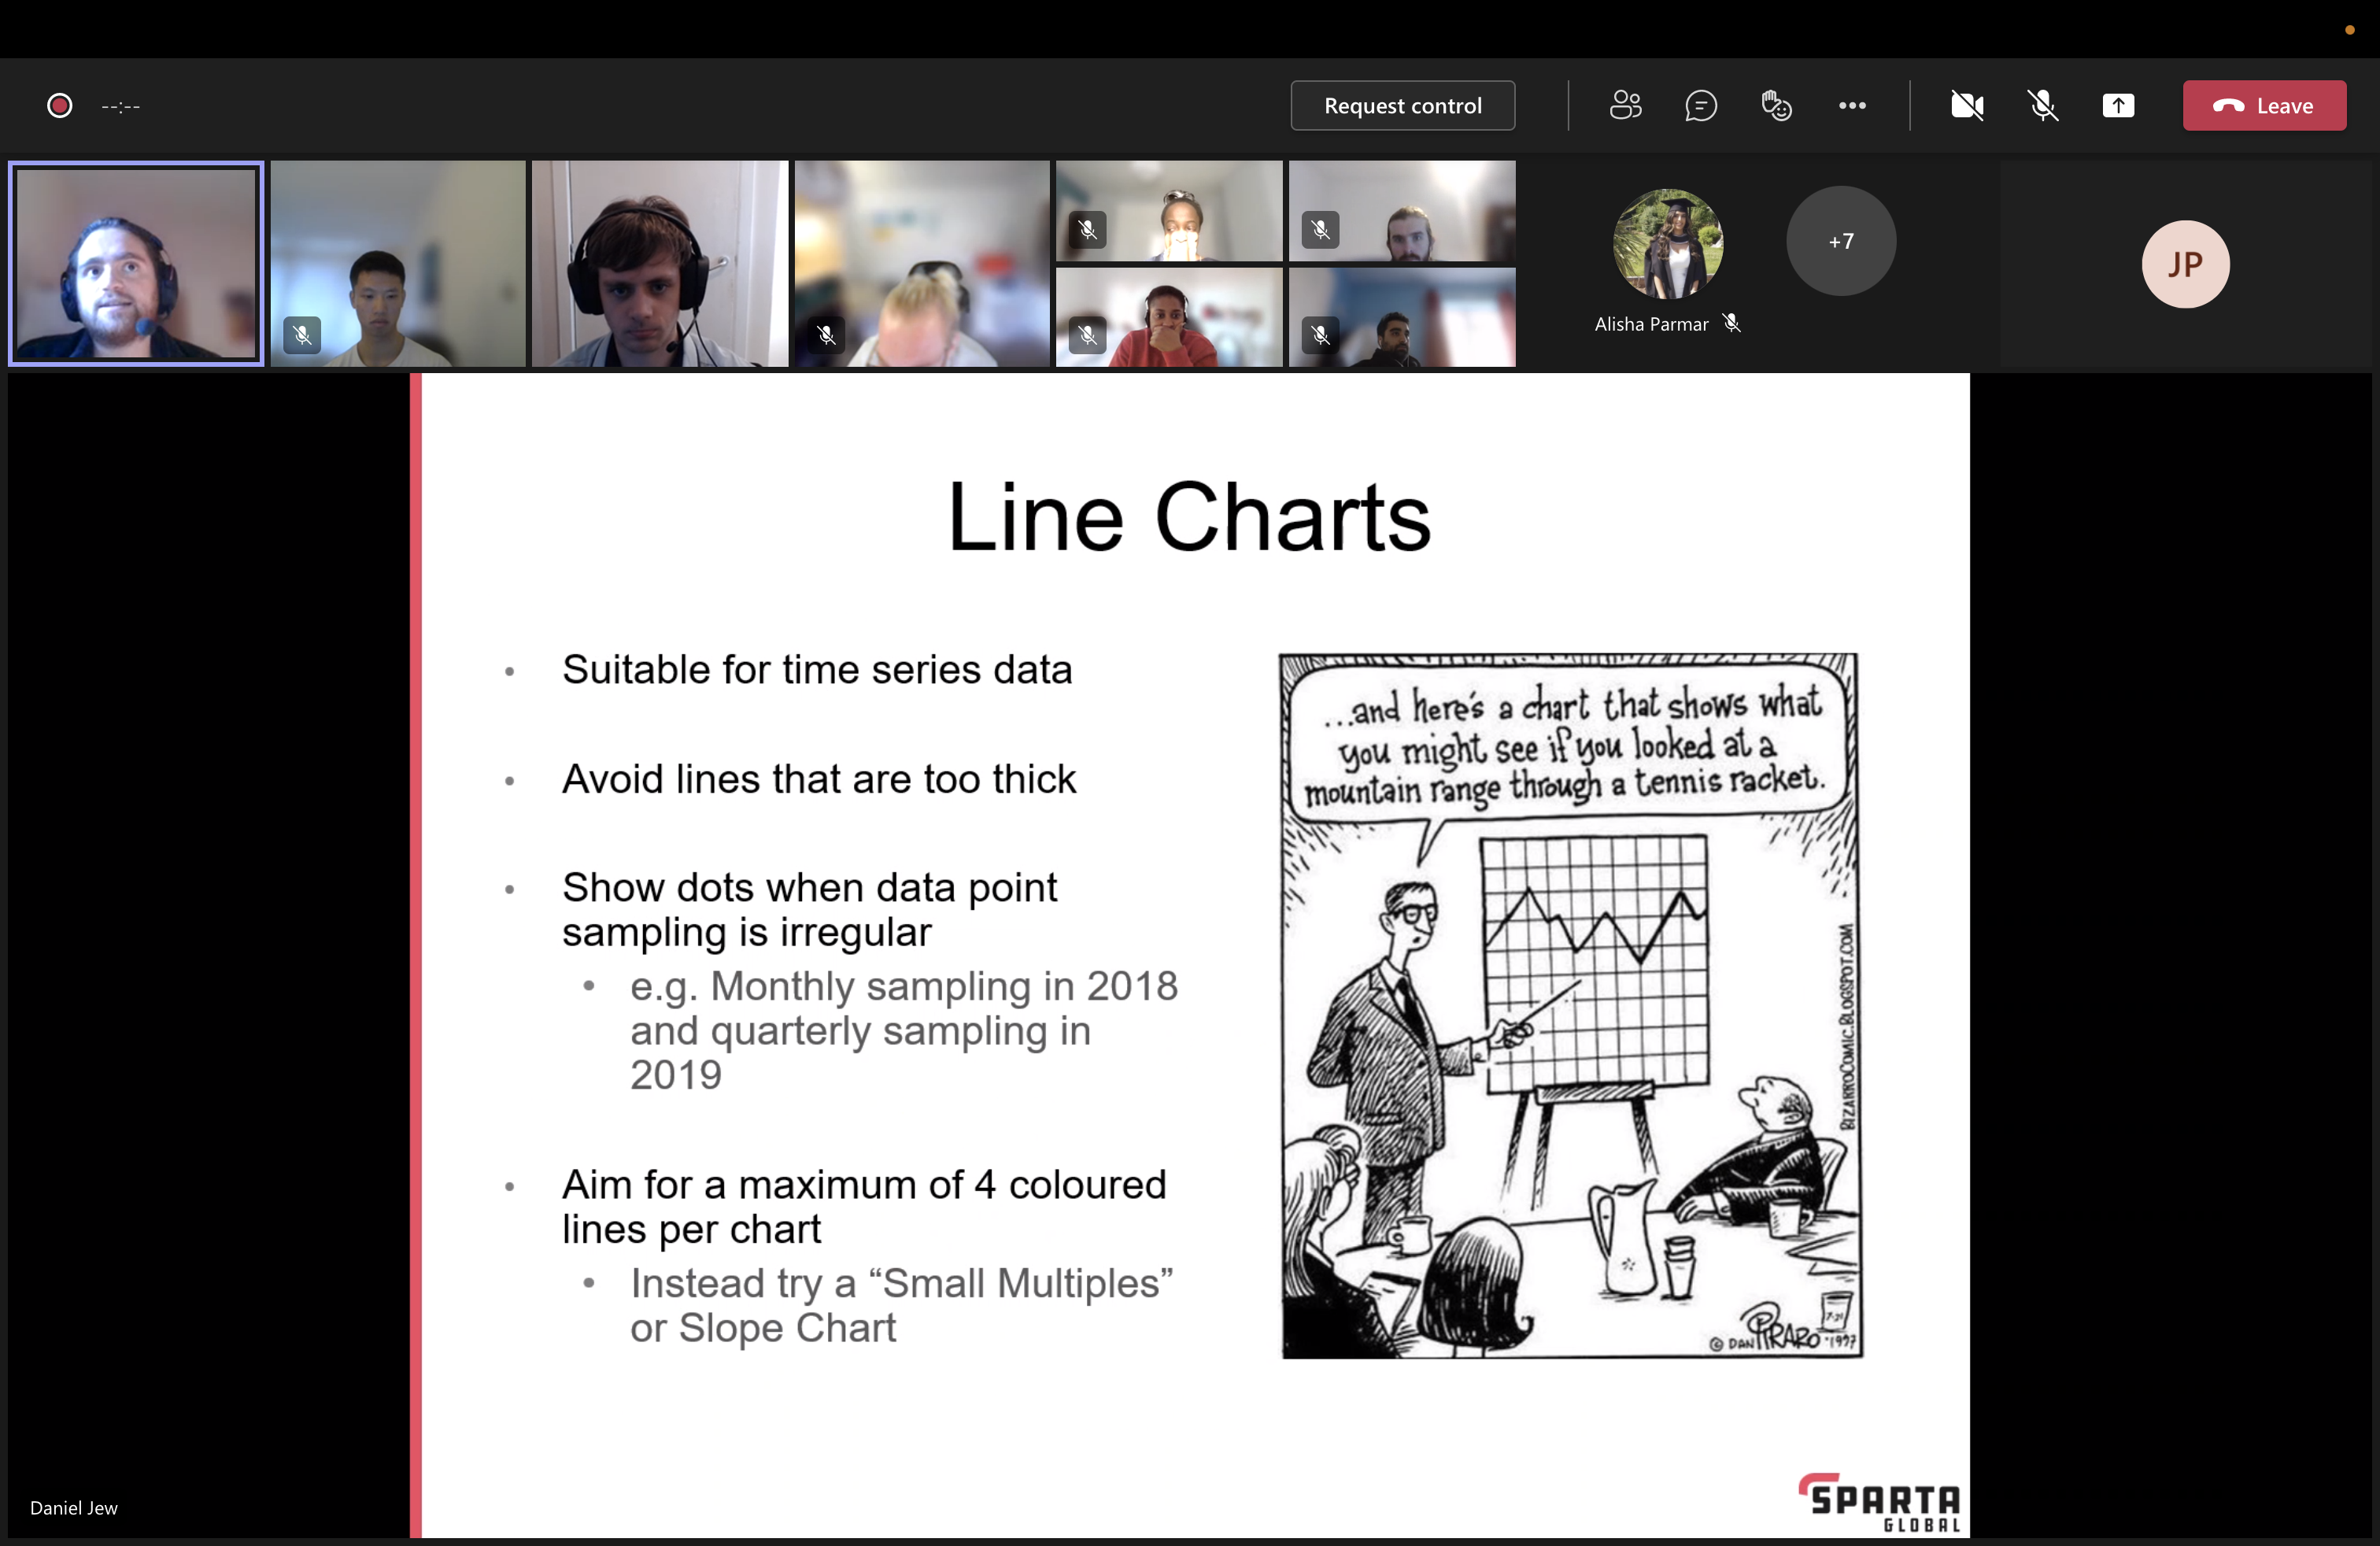 --:--
Request control
Leave
Alisha Parmar
+7
JP
Line Charts
• Suitable for time series data
• Avoid lines that are too thick
• Show dots when data point
sampling is irregular
• e.g. Monthly sampling in 2018
and quarterly sampling in
2019
• Aim for a maximum of 4 coloured
lines per chart
• Instead try a “Small Multiples”
or Slope Chart
...and here's a chart that shows what
you might see if you looked at a
mountain range through a tennis racket.
BIZARROCOMIC.BLOGSPOT.COM
© DAN PIRARO ·1997
Daniel Jew
SPARTA
GLOBAL